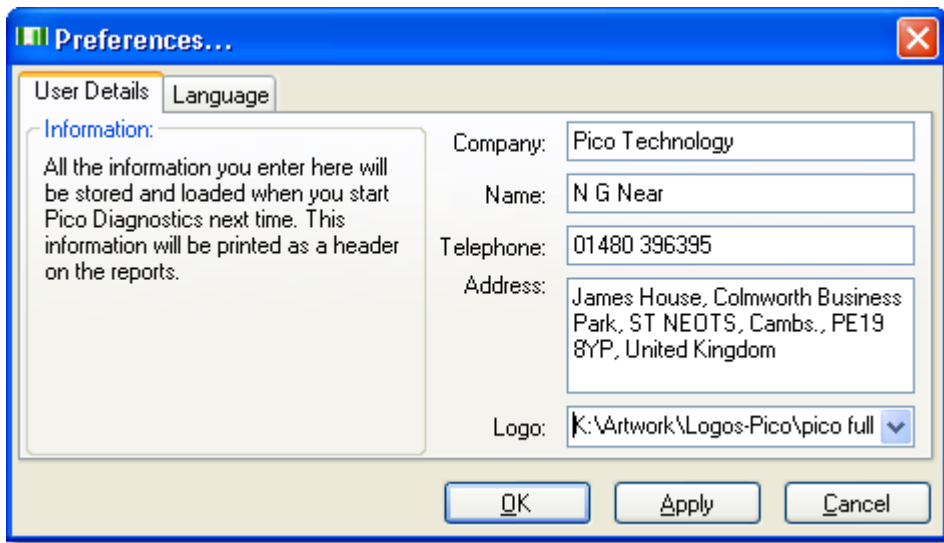 Preferences...
User Details
Language
Information:
All the information you enter here will
be stored and loaded when you start
Pico Diagnostics next time. This
information will be printed as a header
on the reports.
Company:
Pico Technology
Name:
N G Near
Telephone:
01480 396395
Address:
James House, Colmworth Business
Park, ST NEOTS, Cambs., PE19
8YP, United Kingdom
Logo:
K:\Artwork\Logos-Pico\pico full
OK
Apply
Cancel